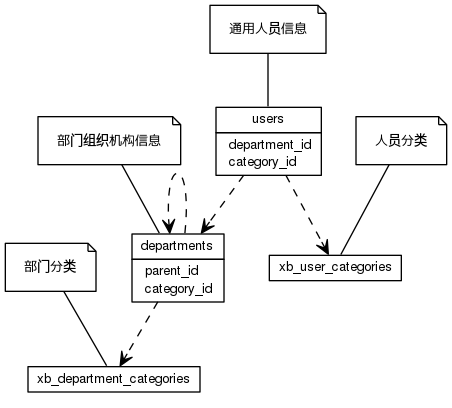 通用人员信息
users
department_id
category_id
部门组织机构信息
人员分类
departments
parent_id
category_id
部门分类
xb_user_categories
xb_department_categories